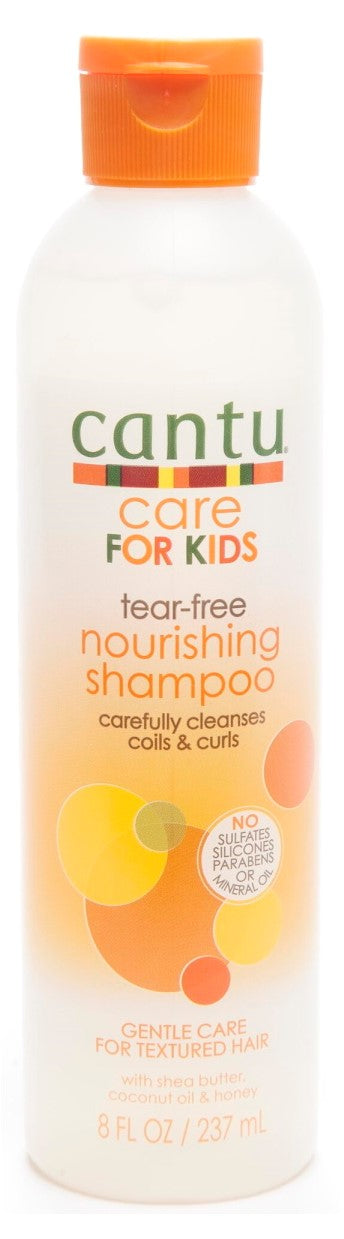 cantu®
care
FOR KIDS
tear-free
nourishing
shampoo
carefully cleanses
coils & curls
NO
SULFATES
SILICONES
PARABENS
OR
MINERAL OIL
GENTLE CARE
FOR TEXTURED HAIR
with shea butter,
coconut oil & honey
8 FL OZ / 237 mL